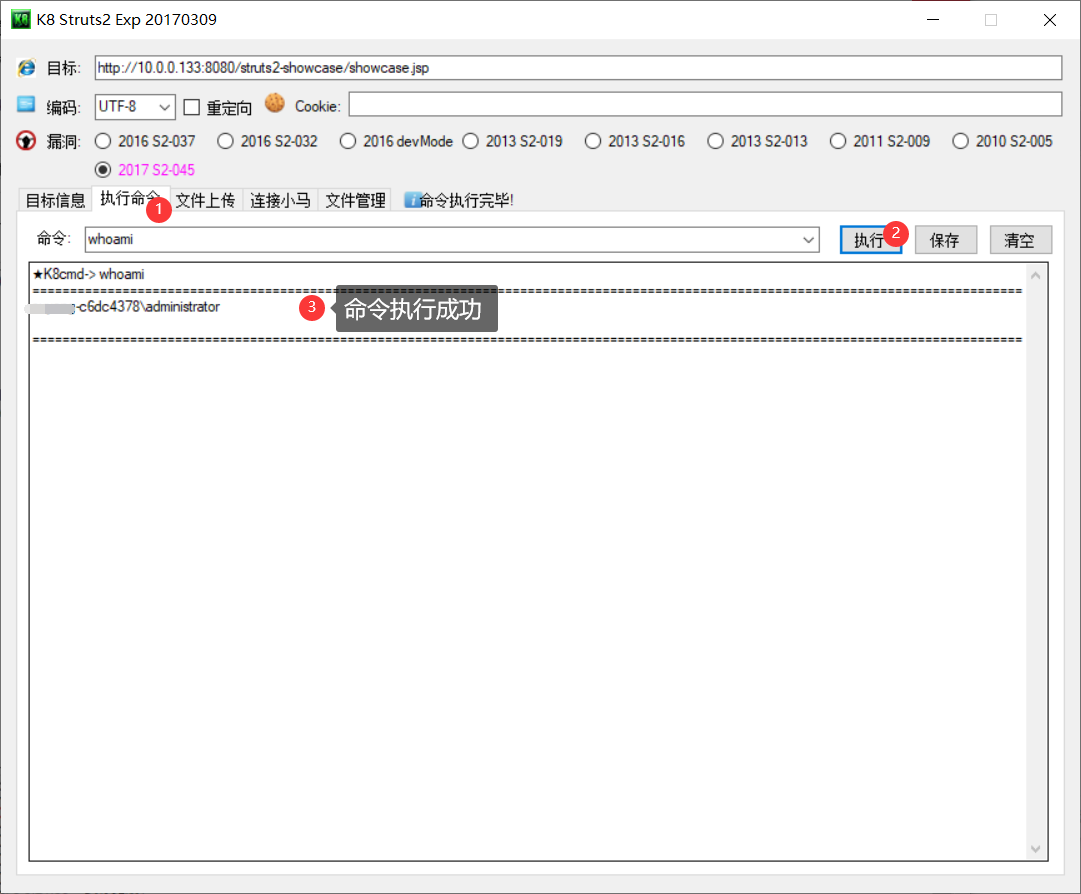 K8 Struts2 Exp 20170309
目标: http://10.0.0.133:8080/struts2-showcase/showcase.jsp
编码: UTF-8 重定向 Cookie:
漏洞: 2016 S2-037 2016 S2-032 2016 devMode 2013 S2-019 2013 S2-016 2013 S2-013 2011 S2-009 2010 S2-005
2017 S2-045
目标信息 执行命令 1 文件上传 连接小马 文件管理 命令执行完毕!
命令: whoami 执行 2 保存 清空
★K8cmd-> whoami
-c6dc4378\administrator 3 命令执行成功